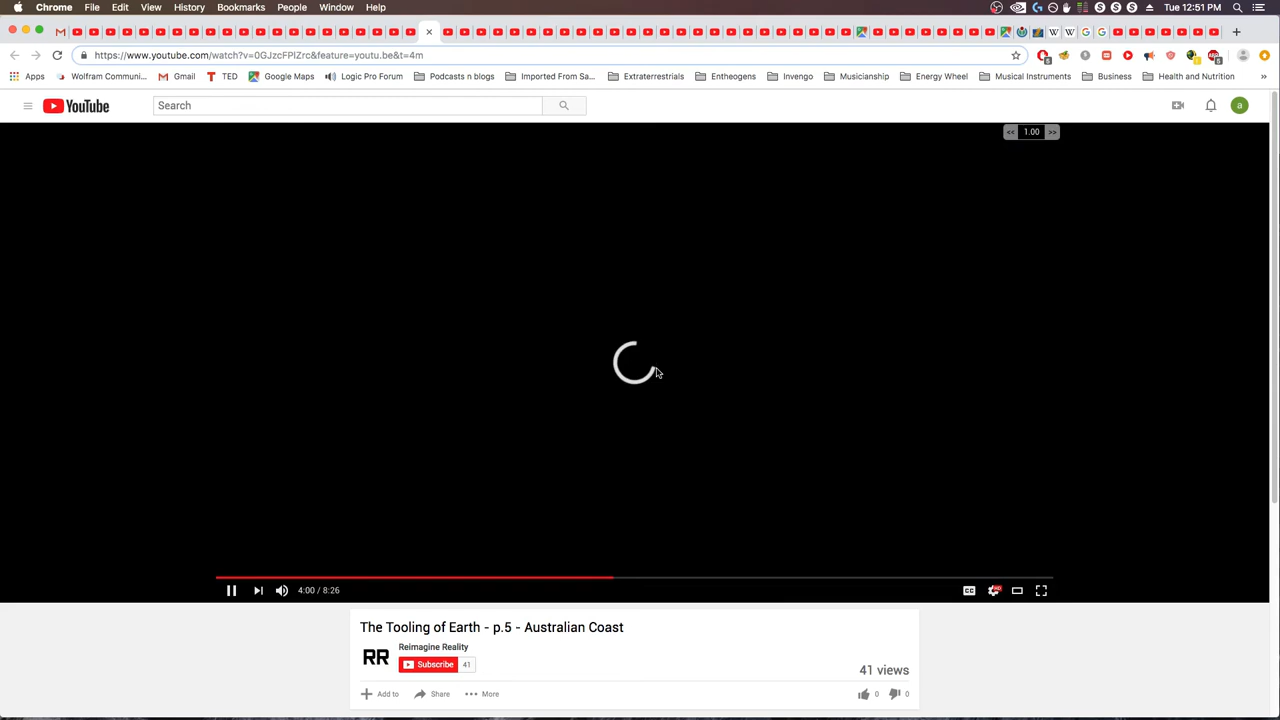 Chrome File Edit View History Bookmarks People Window Help Tue 12:51 PM
https://www.youtube.com/watch?v=0GJzcFPIZrc&feature=youtu.be&t=4m
Apps Wolfram Communi... Gmail TED Google Maps Logic Pro Forum Podcasts n blogs Imported From Sa... Extraterrestrials Entheogens Invengo Musicianship Energy Wheel Musical Instruments Business Health and Nutrition »
YouTube Search a
<< 1.00 >>
4:00 / 8:26 CC HD
The Tooling of Earth - p.5 - Australian Coast
RR Reimagine Reality
Subscribe 41
41 views
Add to Share More 0 0